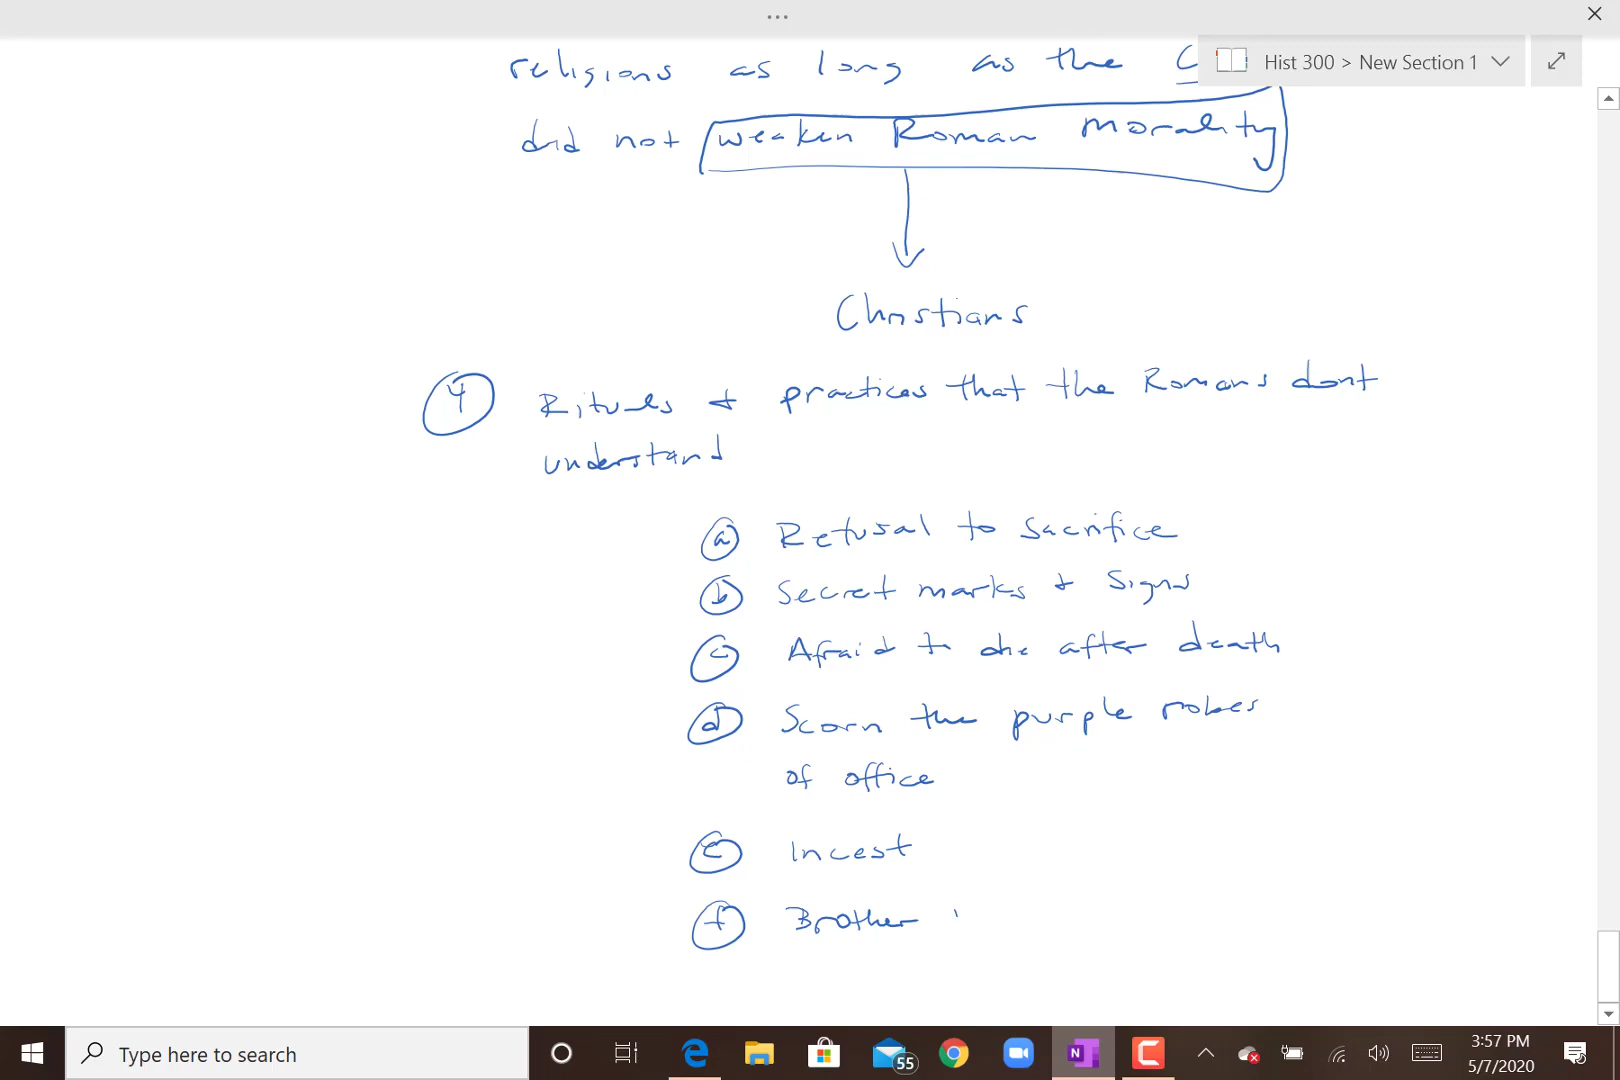 ...
religions as long as the C
Hist 300 > New Section 1
did not weaken Roman morality
Christians
4 Rituals + practices that the Romans dont
understand
a Refusal to sacrifice
b Secret marks + signs
c Afraid to die after death
d Scorn the purple robes
of office
e Incest
f Brother
Type here to search
55
N
3:57 PM
5/7/2020